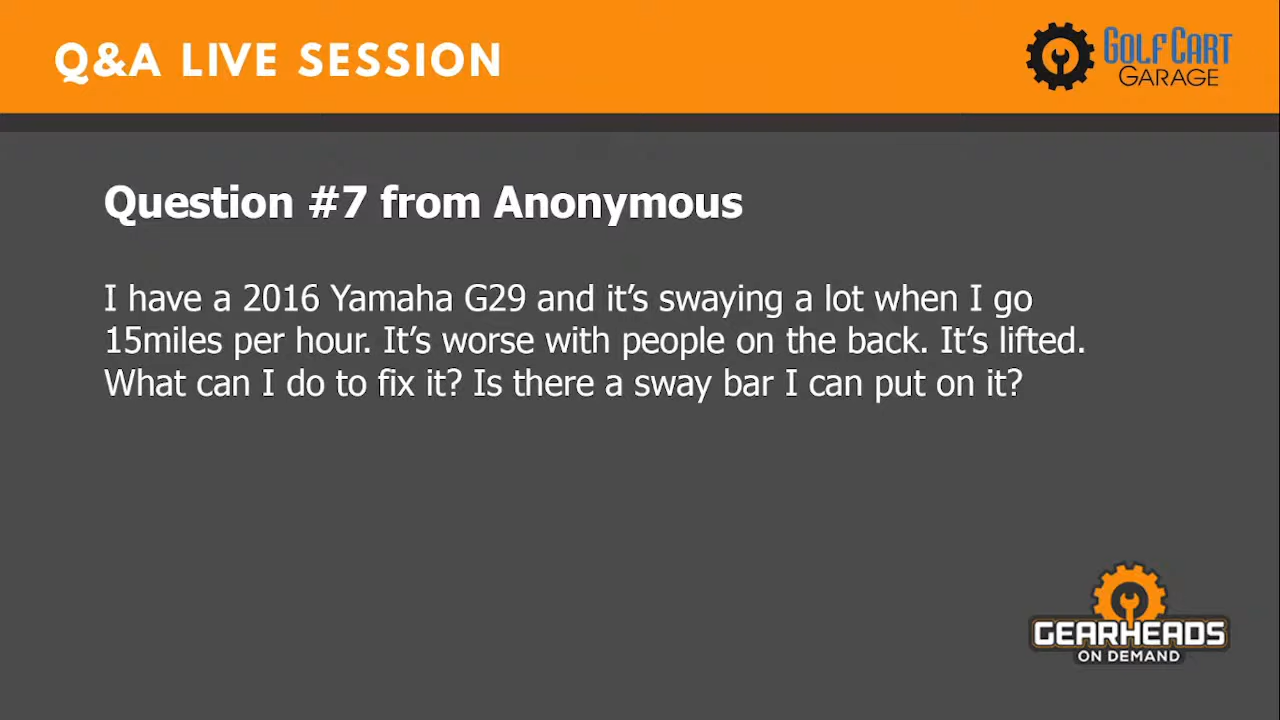 Q&A LIVE SESSION
GOLF CART
GARAGE
Question #7 from Anonymous
I have a 2016 Yamaha G29 and it’s swaying a lot when I go
15miles per hour. It’s worse with people on the back. It’s lifted.
What can I do to fix it? Is there a sway bar I can put on it?
GEARHEADS
ON DEMAND